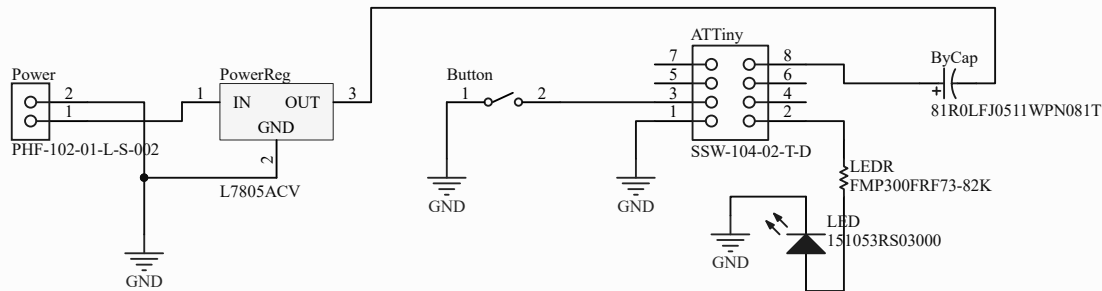 Power
2
1
PHF-102-01-L-S-002
PowerReg
1
IN
OUT
3
GND
2
L7805ACV
GND
Button
1
2
GND
ATTiny
7
8
5
6
3
4
1
2
SSW-104-02-T-D
GND
ByCap
+
81R0LFJ0511WPN081T
LEDR
FMP300FRF73-82K
LED
151053RS03000
GND